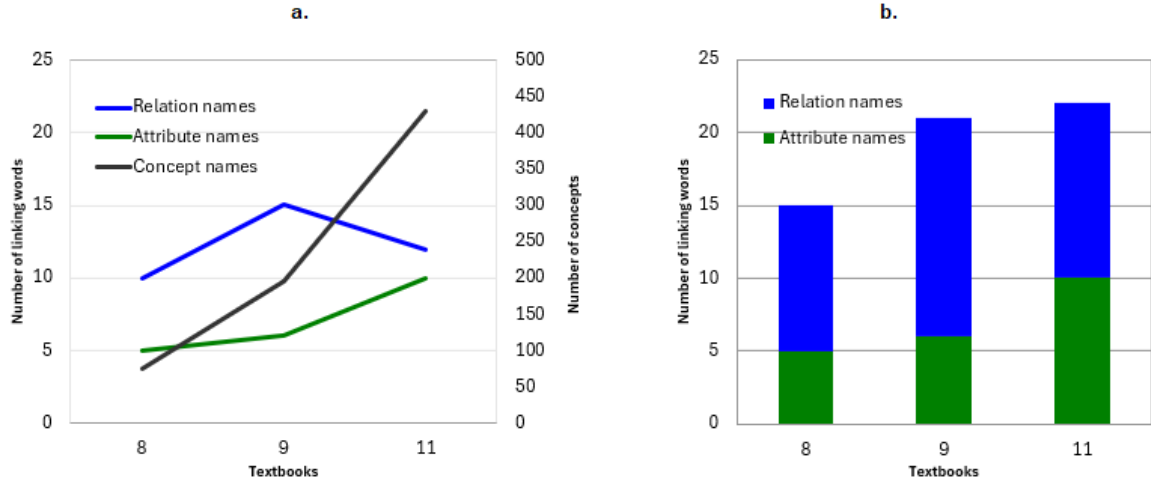 a.
25
20
15
10
5
0
Number of linking words
Relation names
Attribute names
Concept names
500
450
400
350
300
250
200
150
100
50
0
Number of concepts
8 9 11
Textbooks
b.
25
20
15
10
5
0
Number of linking words
Relation names
Attribute names
8 9 11
Textbooks